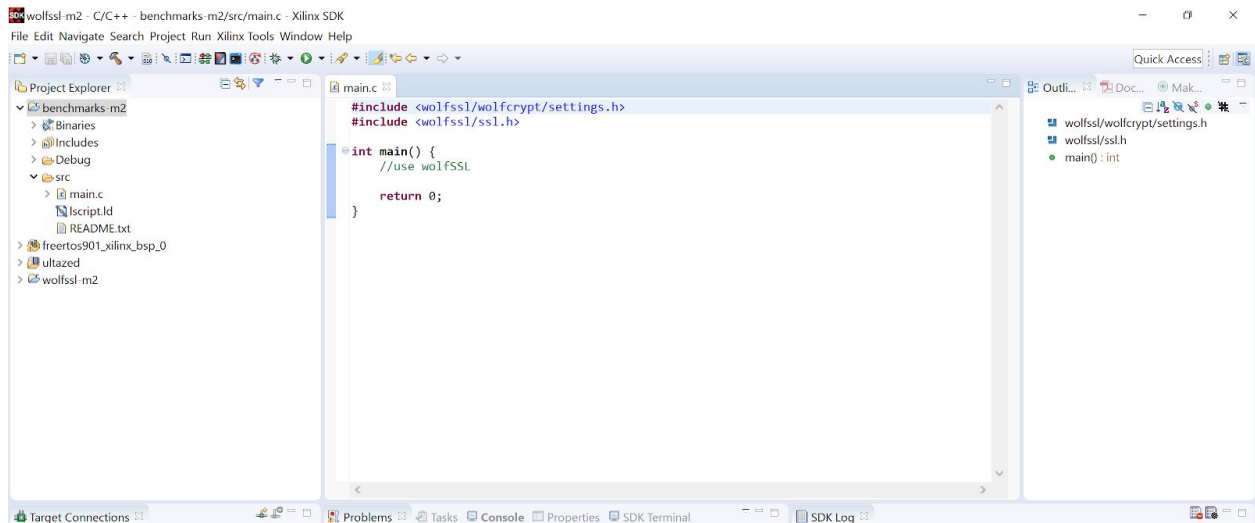 SDK wolfssl-m2 - C/C++ - benchmarks-m2/src/main.c - Xilinx SDK
File Edit Navigate Search Project Run Xilinx Tools Window Help
Quick Access
Project Explorer
benchmarks-m2
Binaries
Includes
Debug
src
main.c
lscript.ld
README.txt
freertos901_xilinx_bsp_0
ultazed
wolfssl-m2
main.c
#include <wolfssl/wolfcrypt/settings.h>
#include <wolfssl/ssl.h>
int main() {
//use wolfSSL
return 0;
}
Outli... Doc... Mak...
wolfssl/wolfcrypt/settings.h
wolfssl/ssl.h
main() : int
Target Connections
Problems Tasks Console Properties SDK Terminal
SDK Log